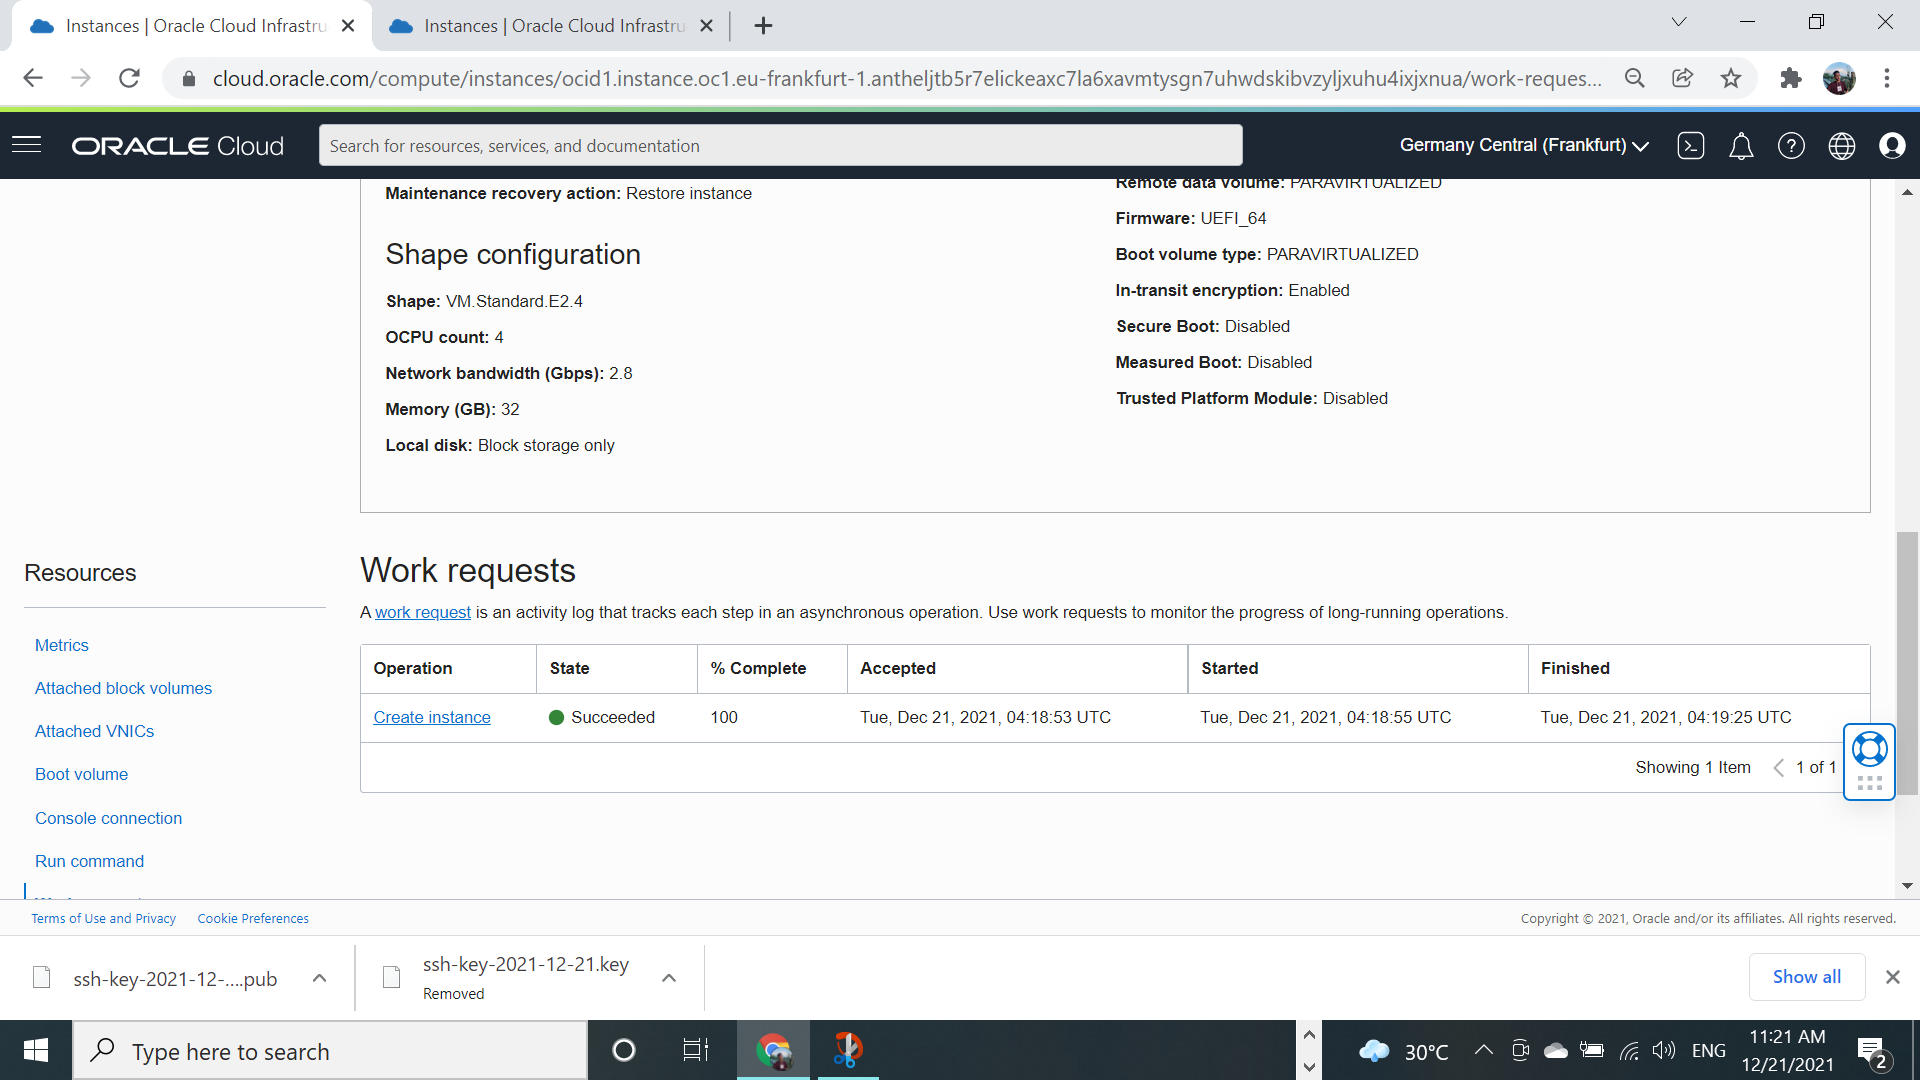 Instances | Oracle Cloud Infrastru
Instances | Oracle Cloud Infrastru
cloud.oracle.com/compute/instances/ocid1.instance.oc1.eu-frankfurt-1.antheljtb5r7elickeaxc7la6xavmtysgn7uhwdskibvzyljxuhu4ixjxnua/work-reques...
ORACLE Cloud
Search for resources, services, and documentation
Germany Central (Frankfurt)
Maintenance recovery action: Restore instance
Remote data volume: PARAVIRTUALIZED
Firmware: UEFI_64
Shape configuration
Boot volume type: PARAVIRTUALIZED
In-transit encryption: Enabled
Shape: VM.Standard.E2.4
Secure Boot: Disabled
OCPU count: 4
Measured Boot: Disabled
Network bandwidth (Gbps): 2.8
Trusted Platform Module: Disabled
Memory (GB): 32
Local disk: Block storage only
Resources
Metrics
Attached block volumes
Attached VNICs
Boot volume
Console connection
Run command
Work requests
A work request is an activity log that tracks each step in an asynchronous operation. Use work requests to monitor the progress of long-running operations.
Operation State % Complete Accepted Started Finished
Create instance Succeeded 100 Tue, Dec 21, 2021, 04:18:53 UTC Tue, Dec 21, 2021, 04:18:55 UTC Tue, Dec 21, 2021, 04:19:25 UTC
Showing 1 Item 1 of 1
Terms of Use and Privacy Cookie Preferences
Copyright © 2021, Oracle and/or its affiliates. All rights reserved.
ssh-key-2021-12-....pub
ssh-key-2021-12-21.key
Removed
Show all
Type here to search
30°C
ENG
11:21 AM
12/21/2021
2